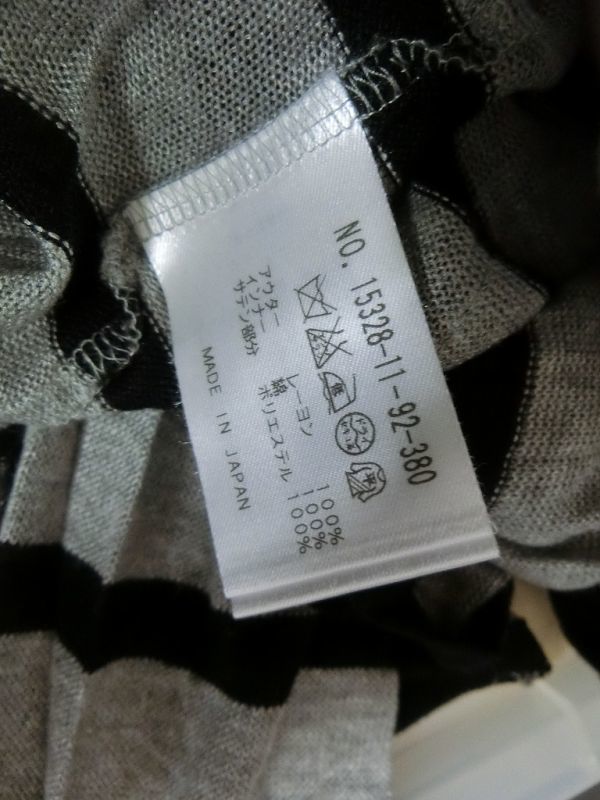 NO. 15328-11-92-380
アウター レーヨン 100%
インナー 綿 100%
サテン部分 ポリエステル 100%
MADE IN JAPAN